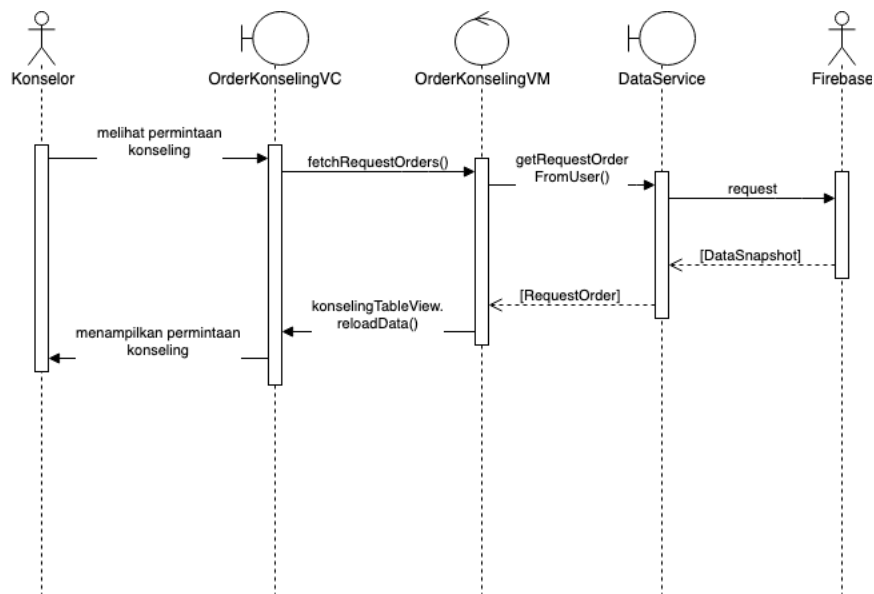 Konselor
OrderKonselingVC
OrderKonselingVM
DataService
Firebase
melihat permintaan
konseling
fetchRequestOrders()
getRequestOrder
FromUser()
request
[DataSnapshot]
[RequestOrder]
konselingTableView.
reloadData()
menampilkan permintaan
konseling